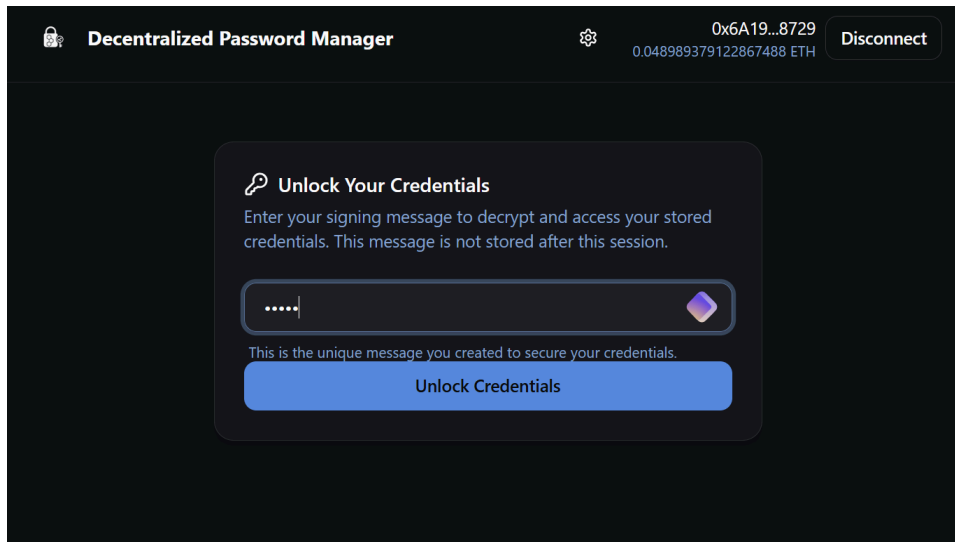 Decentralized Password Manager
0x6A19...8729
0.048989379122867488 ETH
Disconnect
Unlock Your Credentials
Enter your signing message to decrypt and access your stored
credentials. This message is not stored after this session.
•••••
This is the unique message you created to secure your credentials.
Unlock Credentials